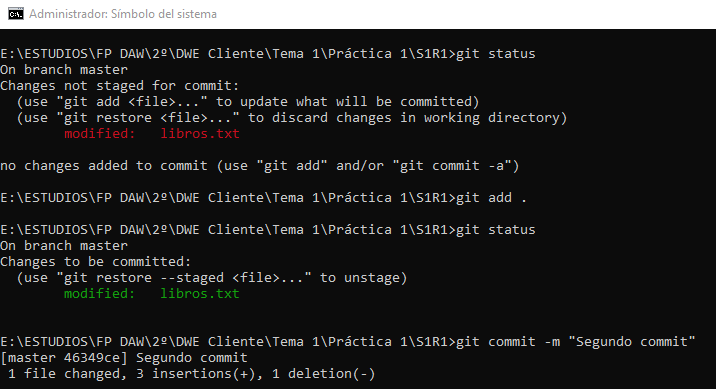 Administrador: Símbolo del sistema
E:\ESTUDIOS\FP DAW\2º\DWE Cliente\Tema 1\Práctica 1\S1R1>git status
On branch master
Changes not staged for commit:
  (use "git add <file>..." to update what will be committed)
  (use "git restore <file>..." to discard changes in working directory)
        modified:   libros.txt
no changes added to commit (use "git add" and/or "git commit -a")
E:\ESTUDIOS\FP DAW\2º\DWE Cliente\Tema 1\Práctica 1\S1R1>git add .
E:\ESTUDIOS\FP DAW\2º\DWE Cliente\Tema 1\Práctica 1\S1R1>git status
On branch master
Changes to be committed:
  (use "git restore --staged <file>..." to unstage)
        modified:   libros.txt
E:\ESTUDIOS\FP DAW\2º\DWE Cliente\Tema 1\Práctica 1\S1R1>git commit -m "Segundo commit"
[master 46349ce] Segundo commit
 1 file changed, 3 insertions(+), 1 deletion(-)